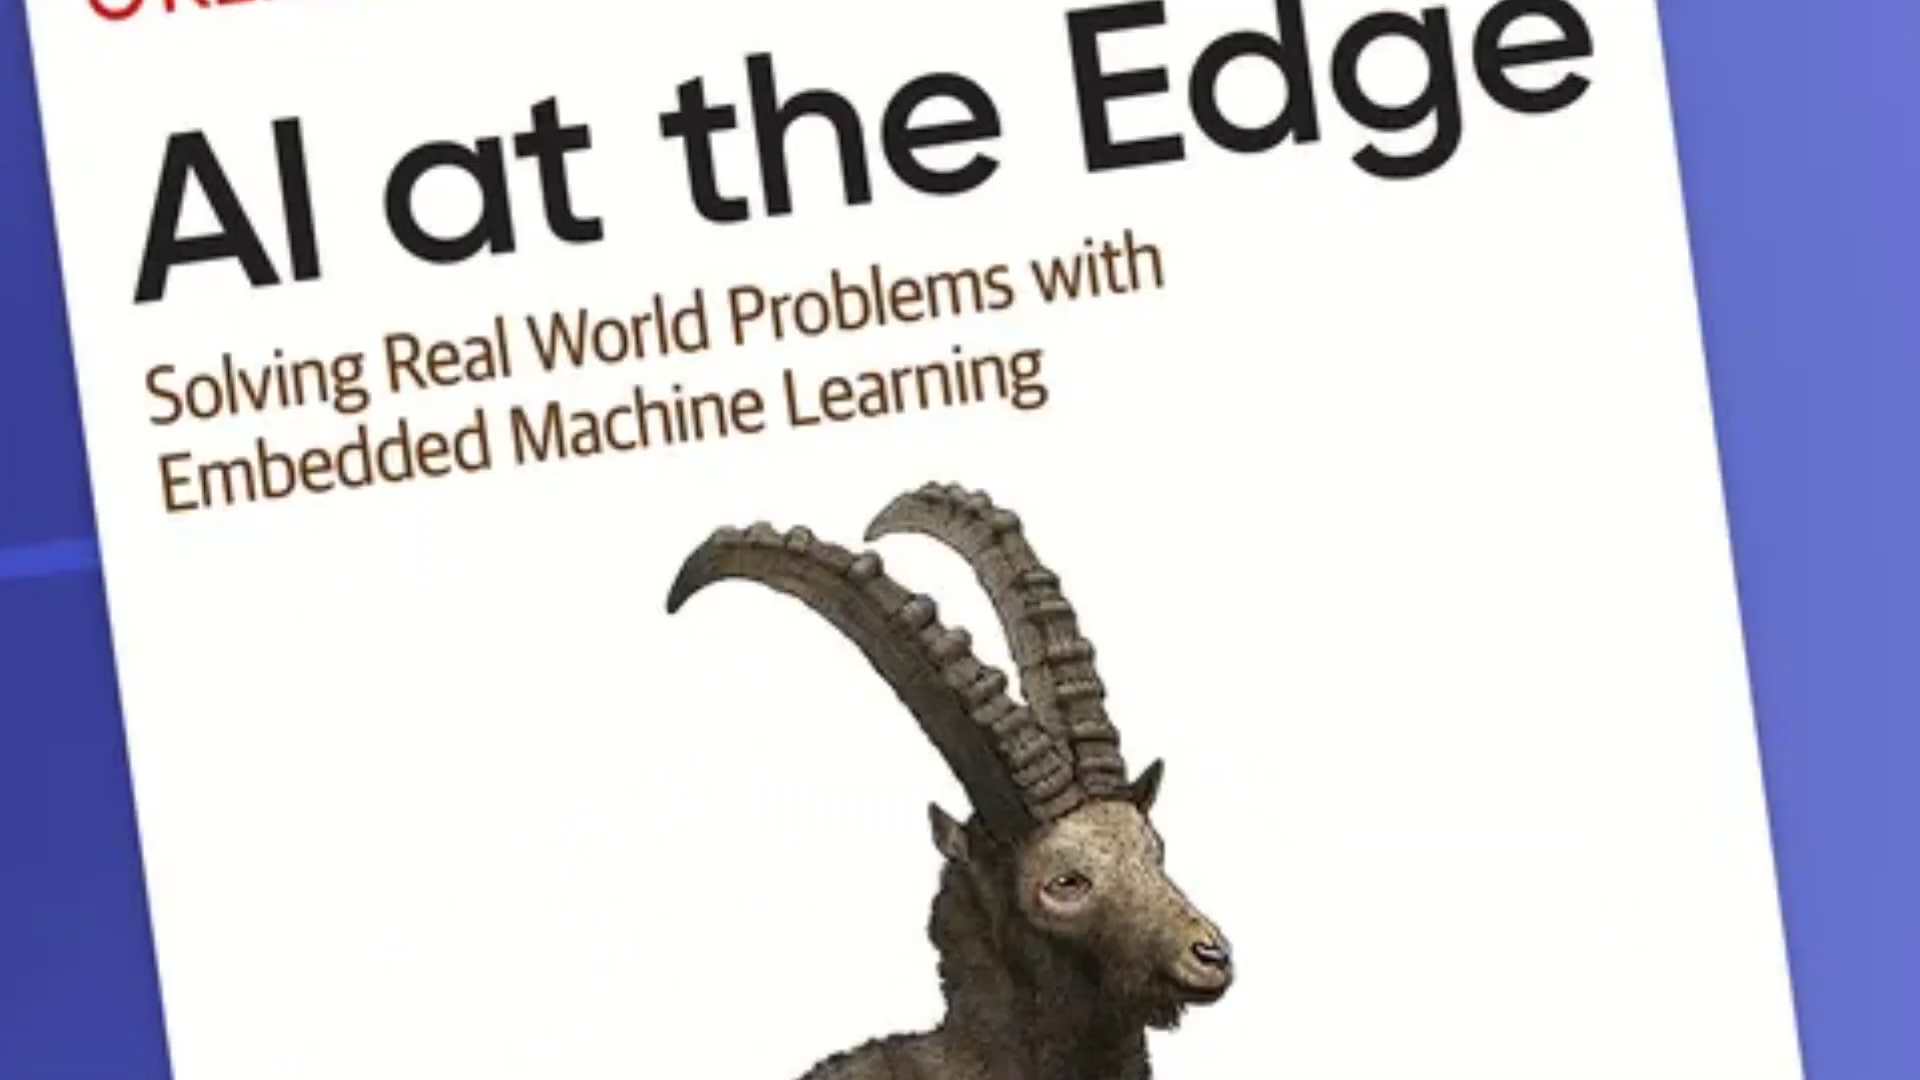 AI at the Edge
Solving Real World Problems with
Embedded Machine Learning